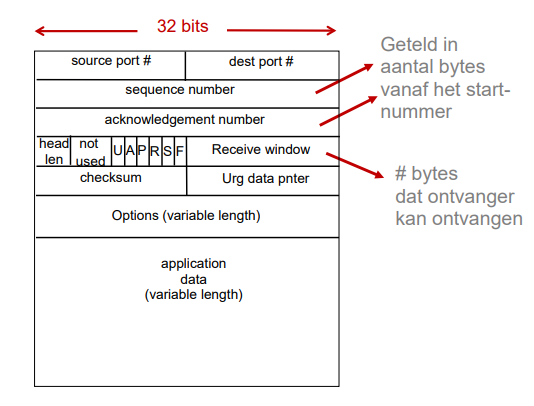 32 bits
source port #
dest port #
sequence number
acknowledgement number
head
len
not
used
U A P R S F
Receive window
checksum
Urg data pnter
Options (variable length)
application
data
(variable length)
Geteld in
aantal bytes
vanaf het start-
nummer
# bytes
dat ontvanger
kan ontvangen